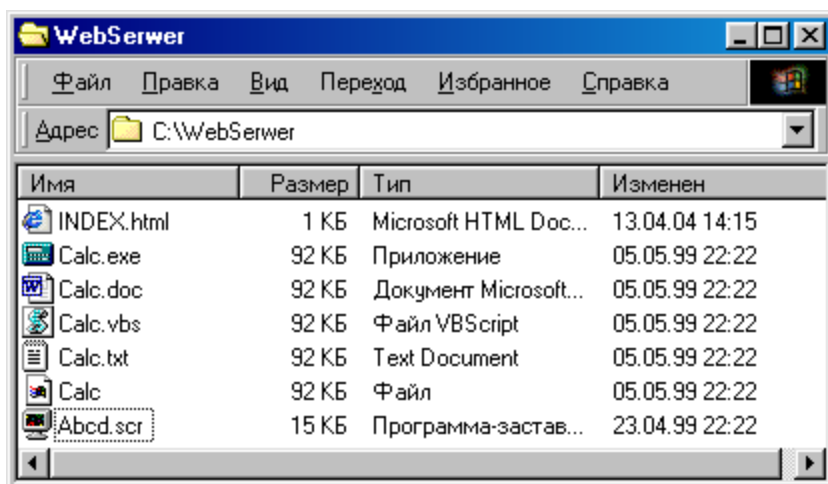 WebSerwer
Файл Правка Вид Переход Избранное Справка
Адрес C:\WebSerwer
Имя Размер Тип Изменен
INDEX.html 1 КБ Microsoft HTML Doc... 13.04.04 14:15
Calc.exe 92 КБ Приложение 05.05.99 22:22
Calc.doc 92 КБ Документ Microsoft... 05.05.99 22:22
Calc.vbs 92 КБ Файл VBScript 05.05.99 22:22
Calc.txt 92 КБ Text Document 05.05.99 22:22
Calc 92 КБ Файл 05.05.99 22:22
Abcd.scr 15 КБ Программа-застав... 23.04.99 22:22